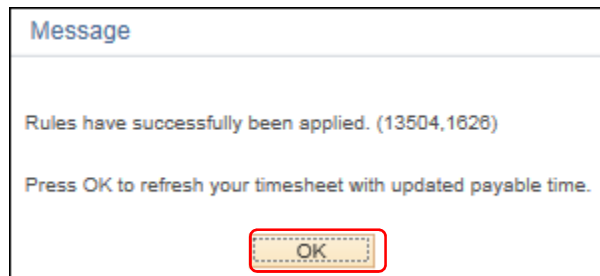 Message
Rules have successfully been applied. (13504,1626)
Press OK to refresh your timesheet with updated payable time.
OK